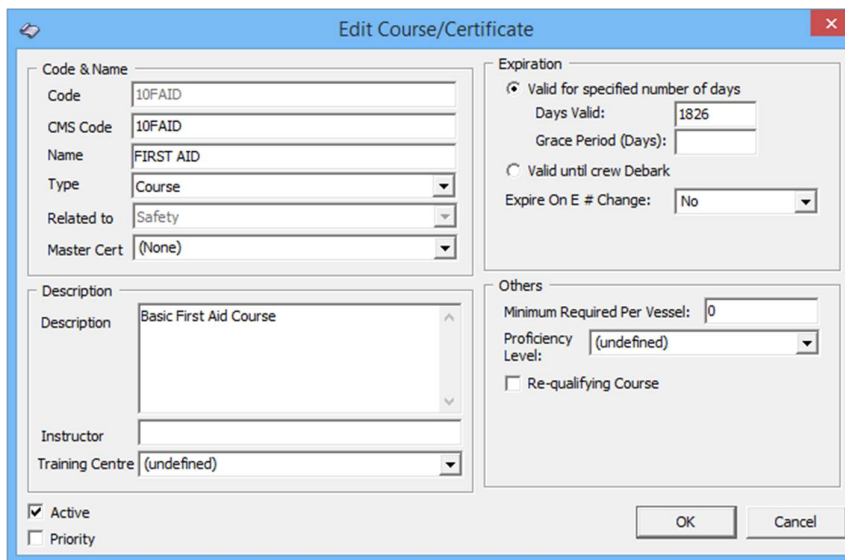 Edit Course/Certificate
Code & Name
Code 10FAID
CMS Code 10FAID
Name FIRST AID
Type Course
Related to Safety
Master Cert (None)
Description
Description Basic First Aid Course
Instructor
Training Centre (undefined)
Active
Priority
Expiration
Valid for specified number of days
Days Valid: 1826
Grace Period (Days):
Valid until crew Debark
Expire On E # Change: No
Others
Minimum Required Per Vessel: 0
Proficiency
Level: (undefined)
Re-qualifying Course
OK Cancel